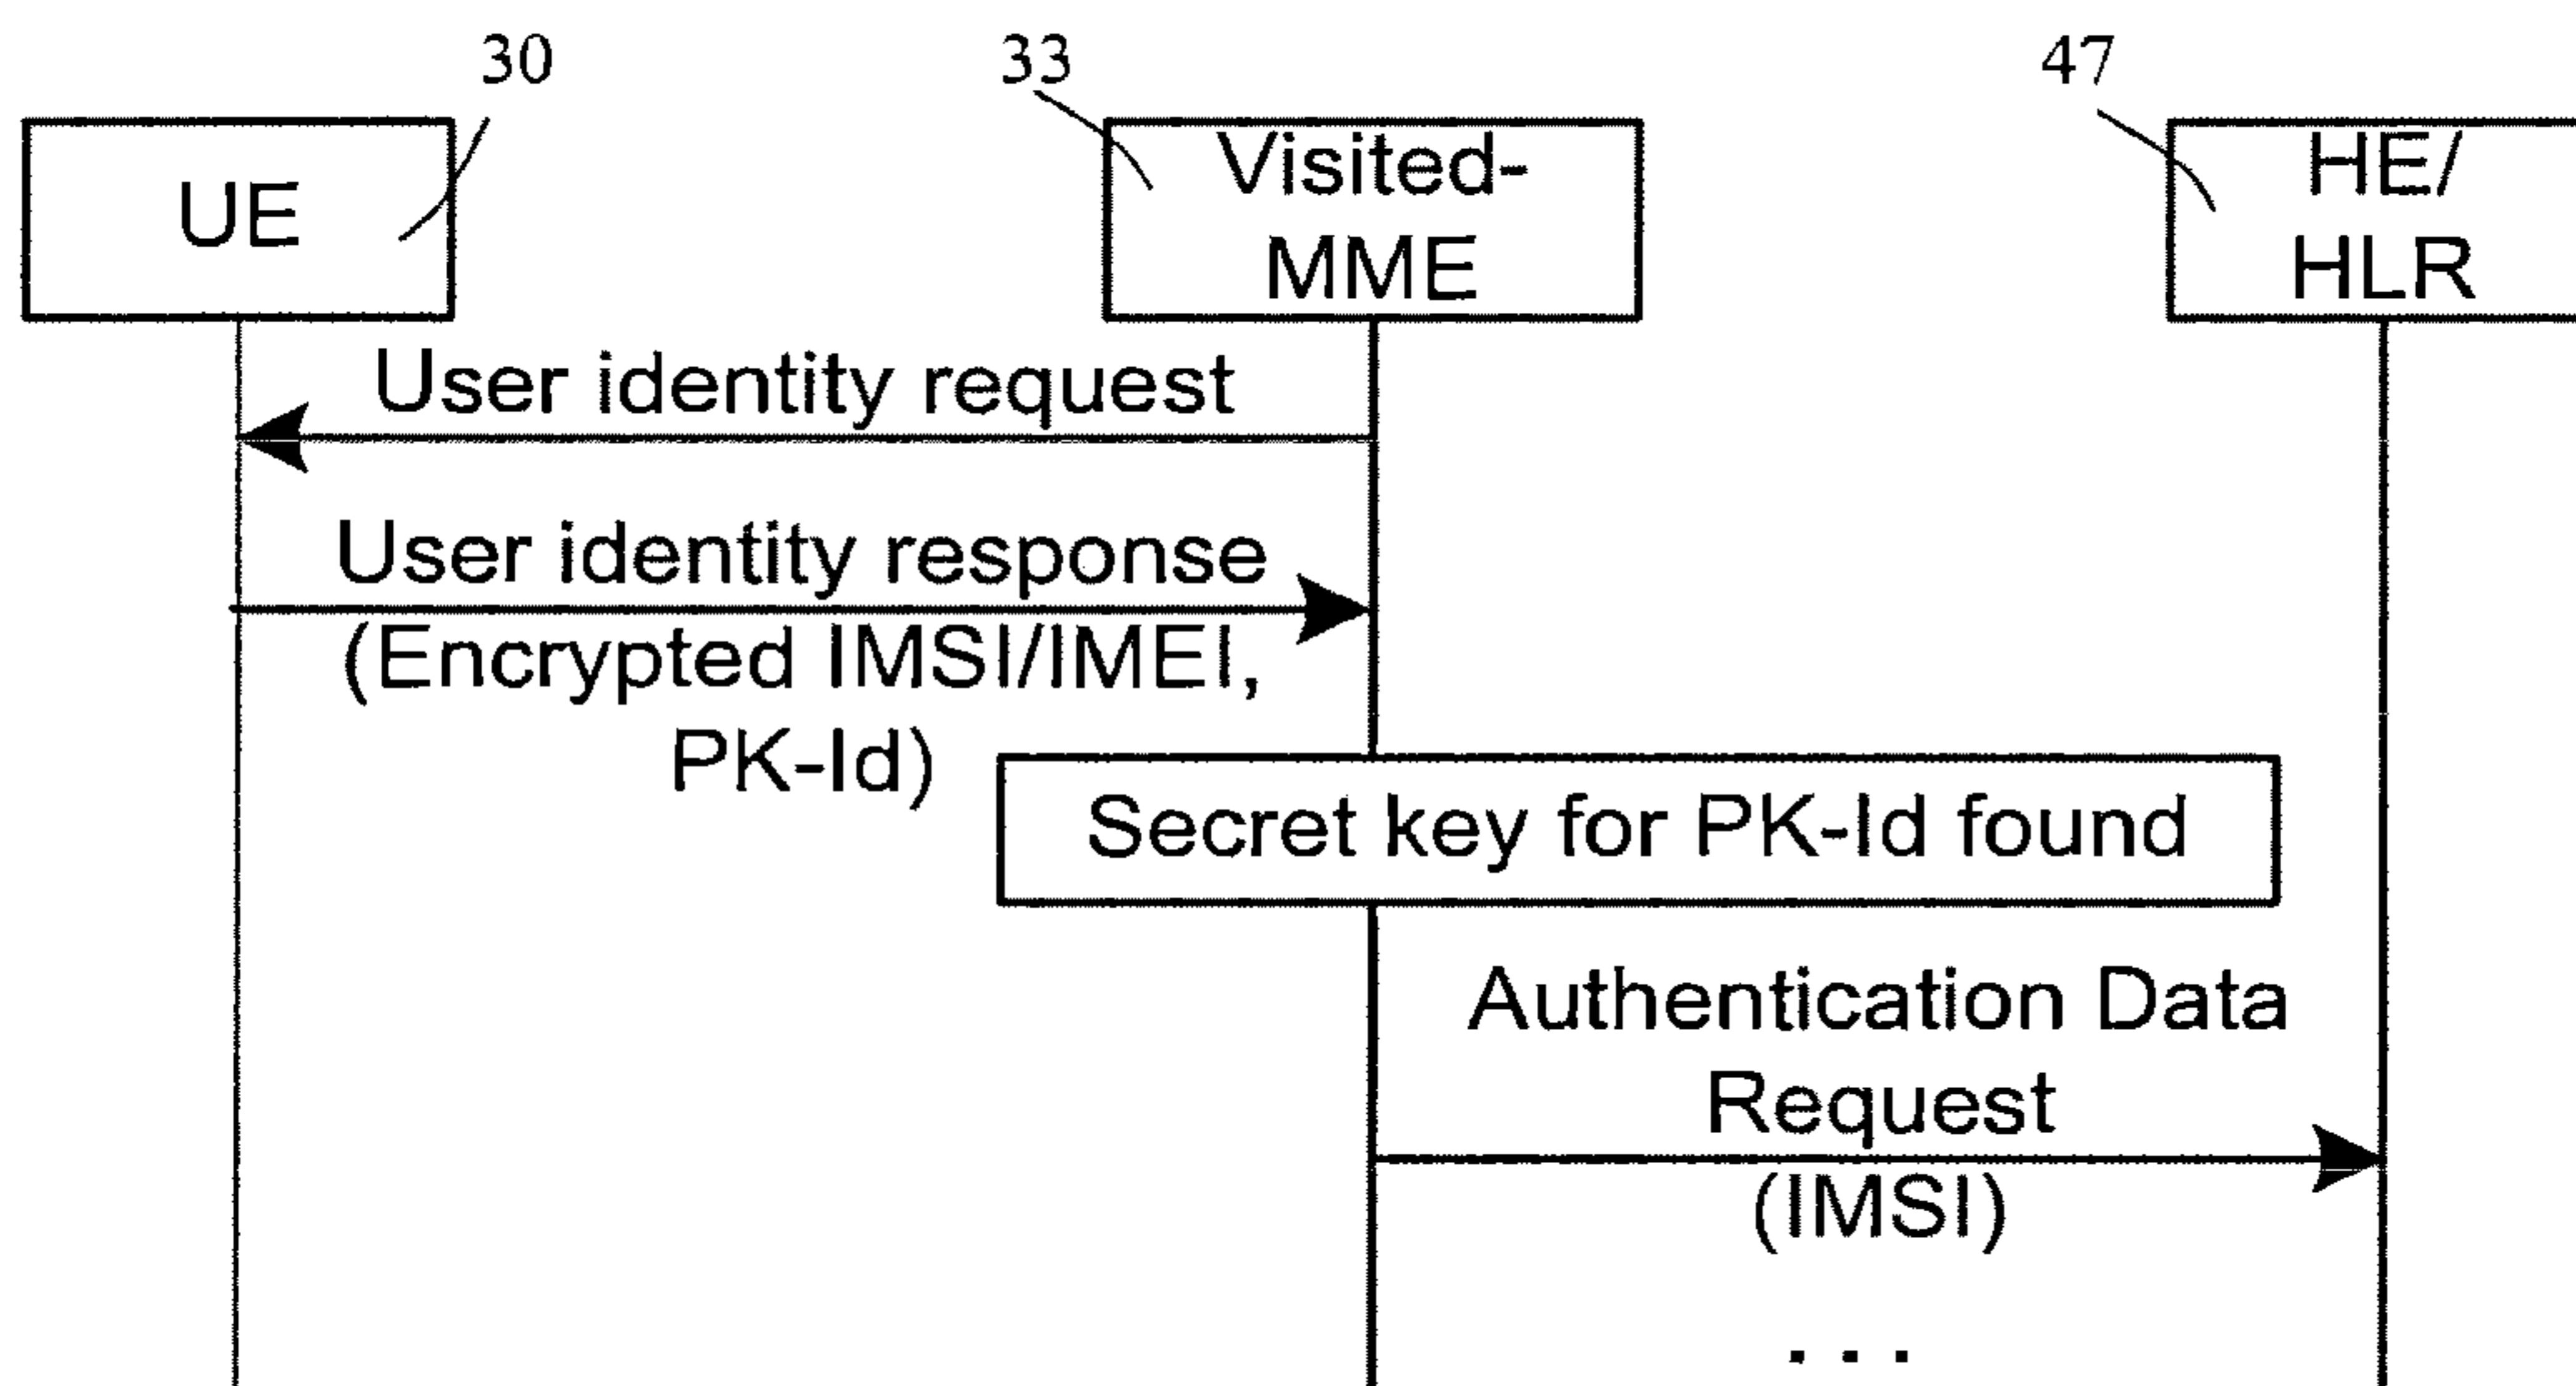 30
33
47
UE
Visited-
MME
HE/
HLR
User identity request
User identity response
(Encrypted IMSI/IMEI,
PK-Id)
Secret key for PK-Id found
Authentication Data
Request
(IMSI)
...